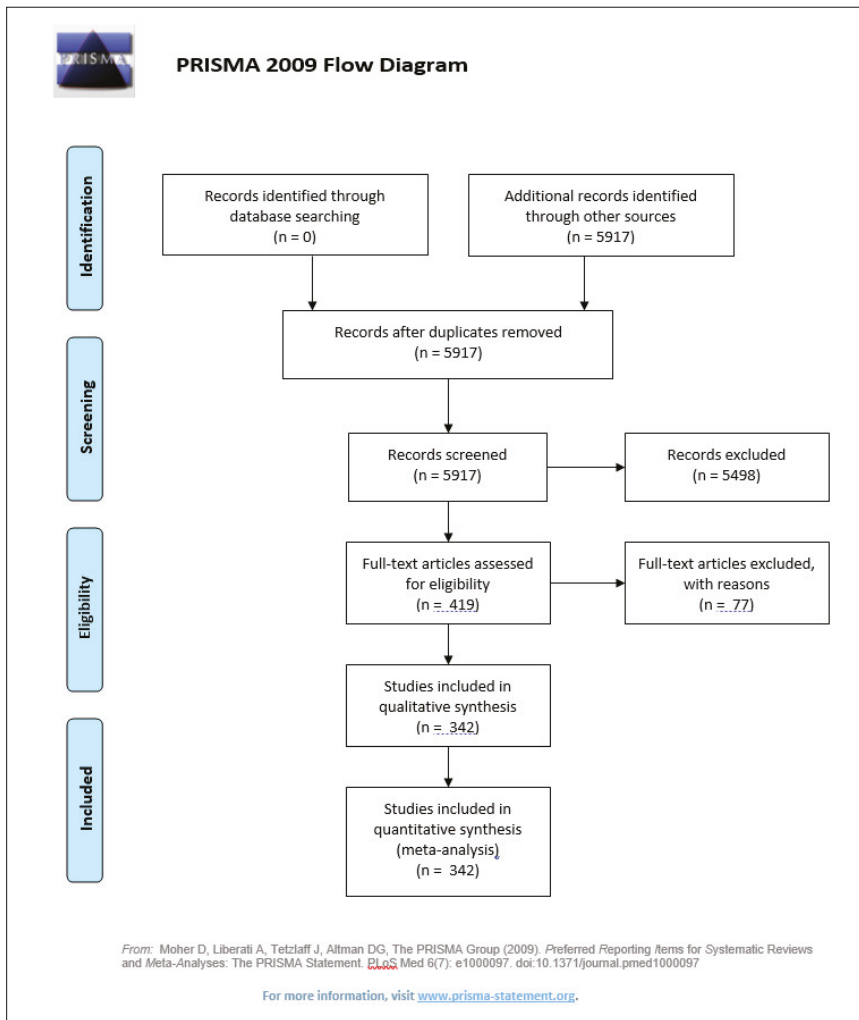 PRISMA
PRISMA 2009 Flow Diagram
Identification
Records identified through
database searching
(n = 0)
Additional records identified
through other sources
(n = 5917)
Records after duplicates removed
(n = 5917)
Screening
Records screened
(n = 5917)
Records excluded
(n = 5498)
Eligibility
Full-text articles assessed
for eligibility
(n = 419)
Full-text articles excluded,
with reasons
(n = 77)
Studies included in
qualitative synthesis
(n = 342)
Included
Studies included in
quantitative synthesis
(meta-analysis)
(n = 342)
From: Moher D, Liberati A, Tetzlaff J, Altman DG, The PRISMA Group (2009). Preferred Reporting Items for Systematic Reviews
and Meta-Analyses: The PRISMA Statement. PLoS Med 6(7): e1000097. doi:10.1371/journal.pmed1000097
For more information, visit www.prisma-statement.org.